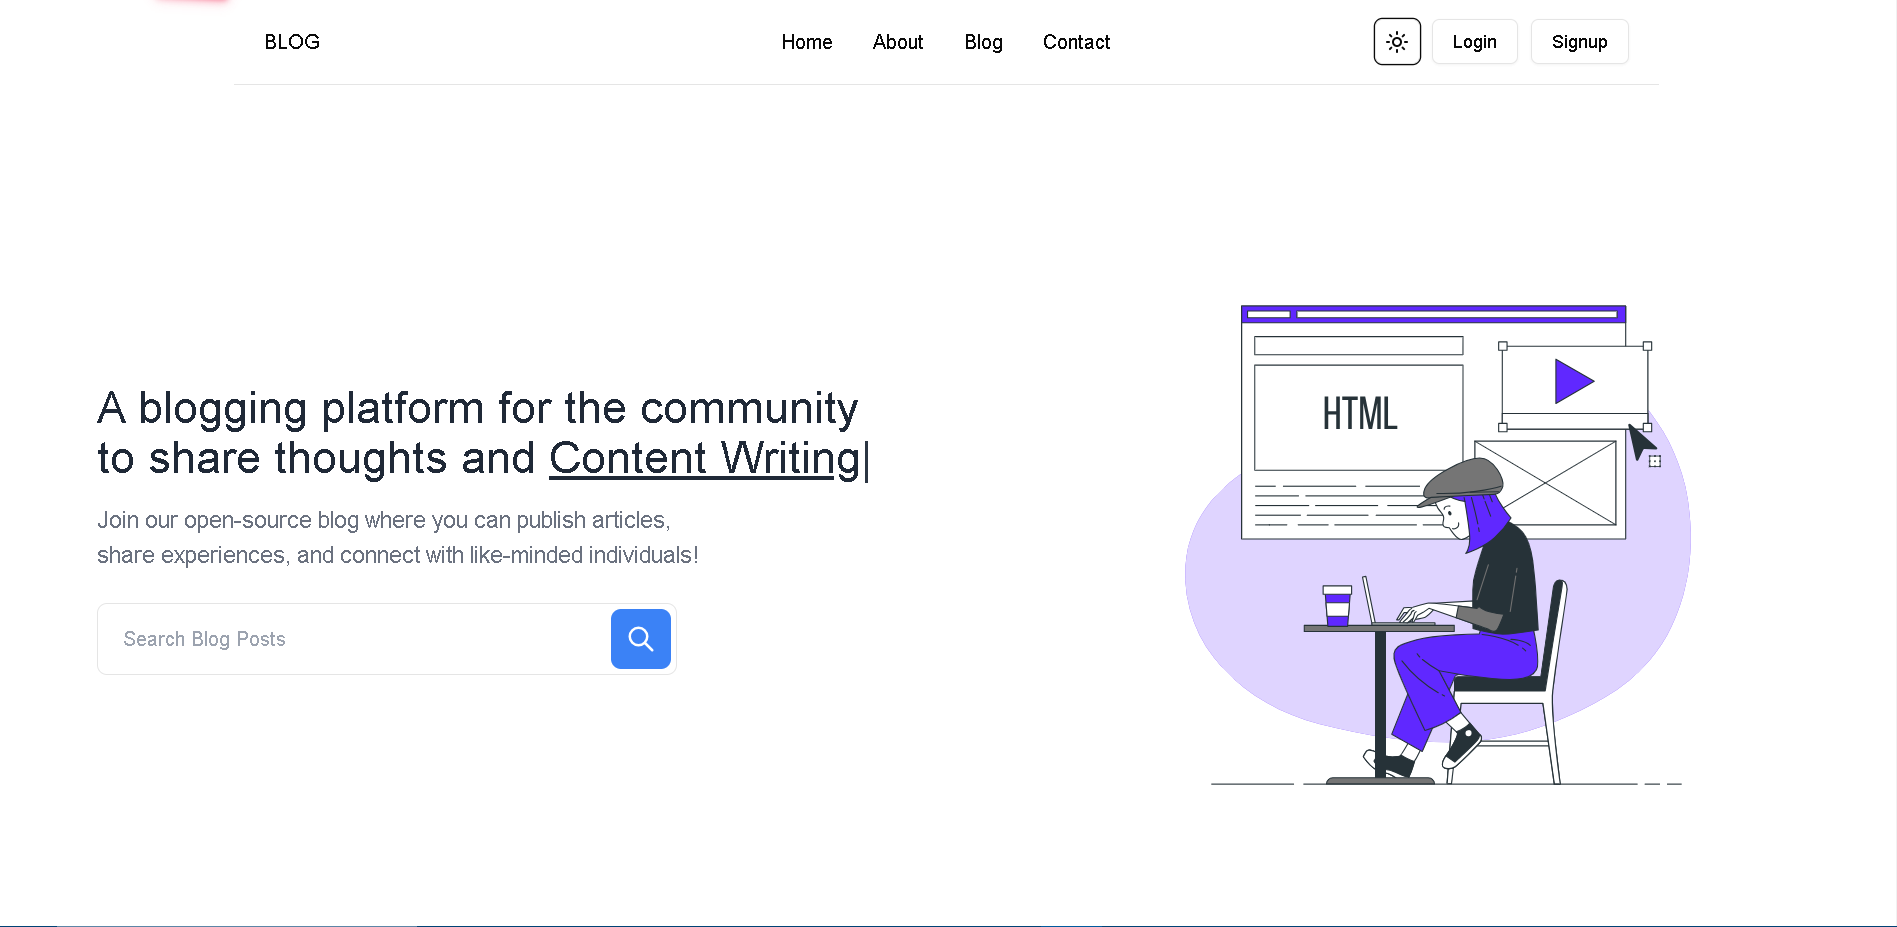 BLOG
Home About Blog Contact
Login Signup
A blogging platform for the community
to share thoughts and Content Writing|
Join our open-source blog where you can publish articles,
share experiences, and connect with like-minded individuals!
Search Blog Posts
HTML